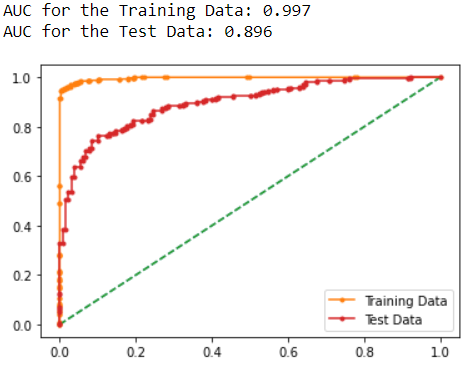 AUC for the Training Data: 0.997
AUC for the Test Data: 0.896
1.0
0.8
0.6
0.4
0.2
0.0
Training Data
Test Data
0.0 0.2 0.4 0.6 0.8 1.0